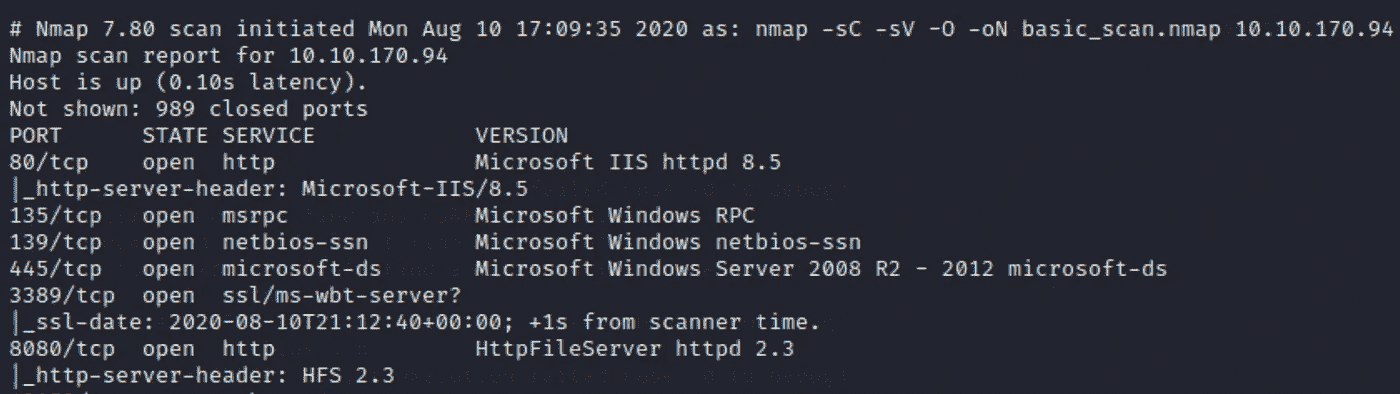 # Nmap 7.80 scan initiated Mon Aug 10 17:09:35 2020 as: nmap -sC -sV -O -oN basic_scan.nmap 10.10.170.94
Nmap scan report for 10.10.170.94
Host is up (0.10s latency).
Not shown: 989 closed ports
PORT     STATE SERVICE            VERSION
80/tcp   open  http               Microsoft IIS httpd 8.5
|_http-server-header: Microsoft-IIS/8.5
135/tcp  open  msrpc              Microsoft Windows RPC
139/tcp  open  netbios-ssn        Microsoft Windows netbios-ssn
445/tcp  open  microsoft-ds       Microsoft Windows Server 2008 R2 - 2012 microsoft-ds
3389/tcp open  ssl/ms-wbt-server?
|_ssl-date: 2020-08-10T21:12:40+00:00; +1s from scanner time.
8080/tcp open  http               HttpFileServer httpd 2.3
|_http-server-header: HFS 2.3